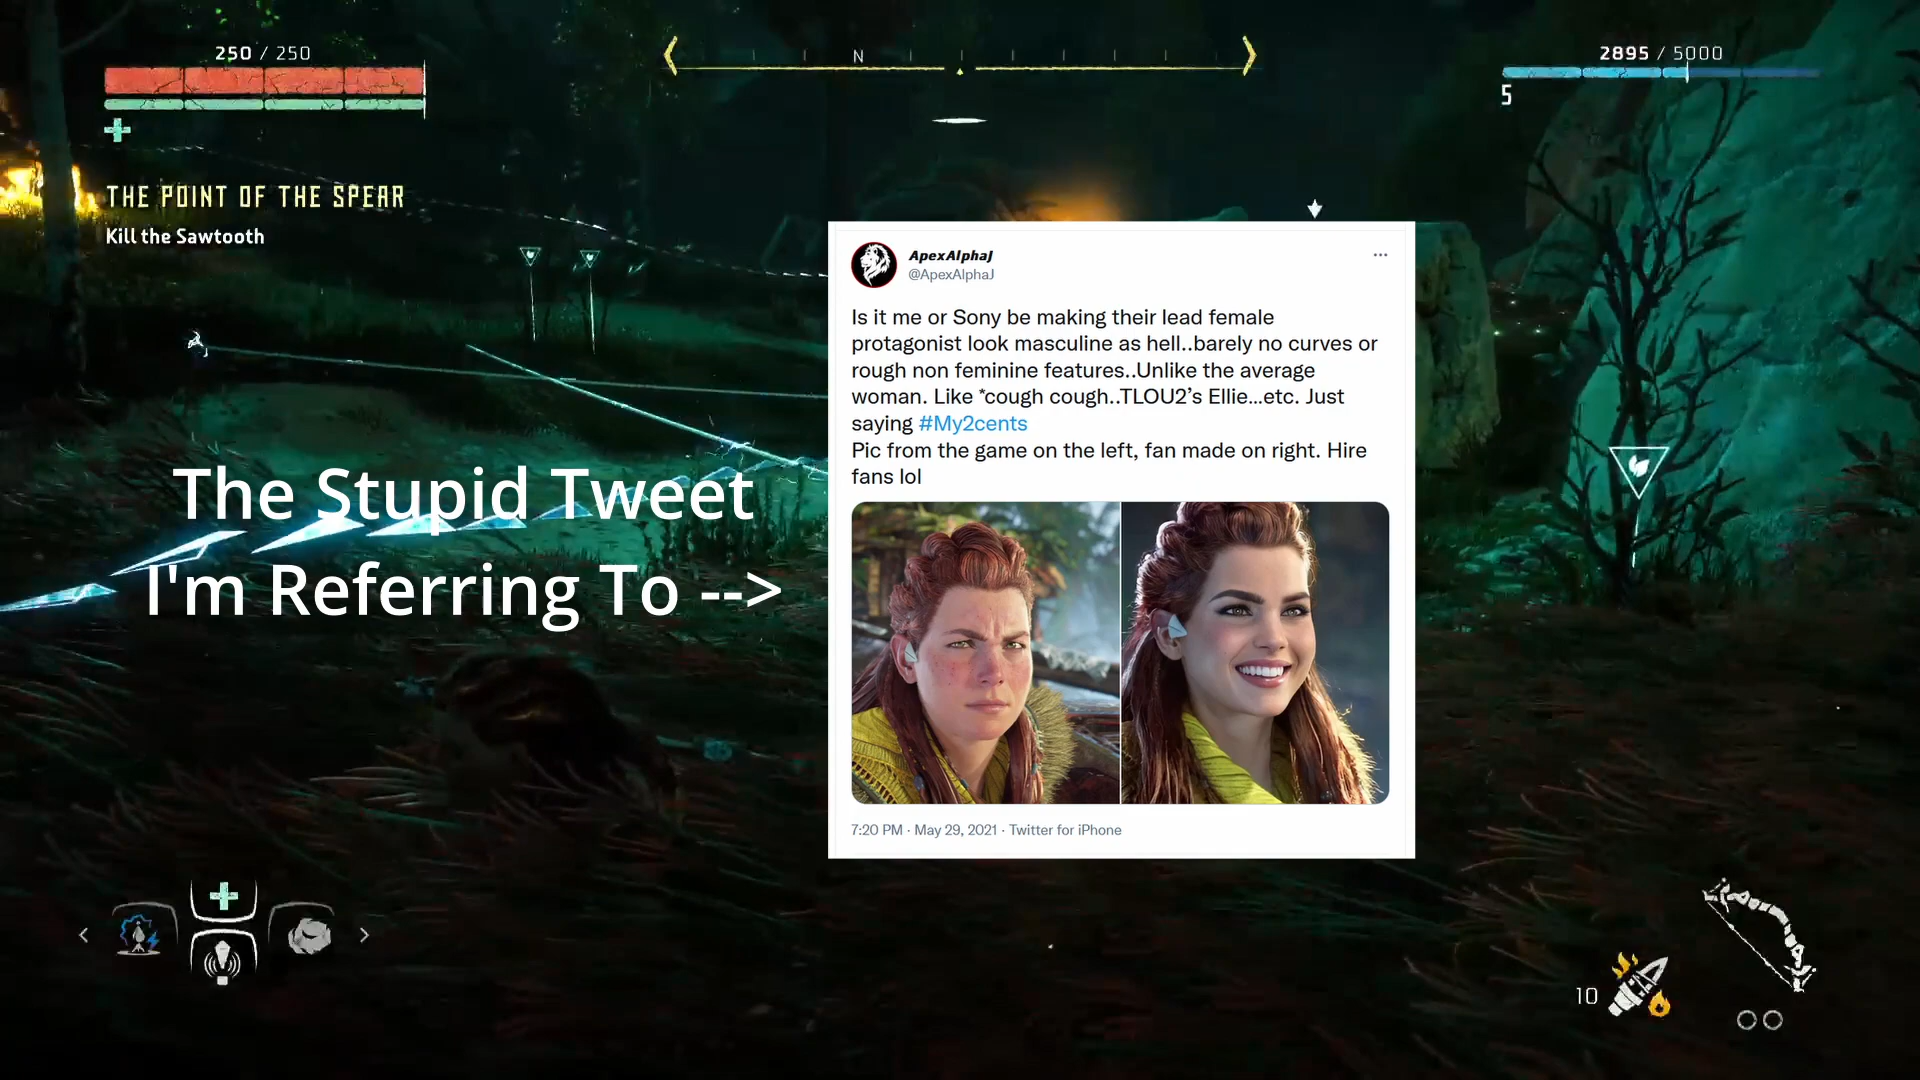 250 / 250
N
2895 / 5000
5
THE POINT OF THE SPEAR
Kill the Sawtooth
The Stupid Tweet
I'm Referring To -->
ApexAlphaJ
@ApexAlphaJ
Is it me or Sony be making their lead female
protagonist look masculine as hell..barely no curves or
rough non feminine features..Unlike the average
woman. Like *cough cough..TLOU2's Ellie...etc. Just
saying #My2cents
Pic from the game on the left, fan made on right. Hire
fans lol
7:20 PM · May 29, 2021 · Twitter for iPhone
10